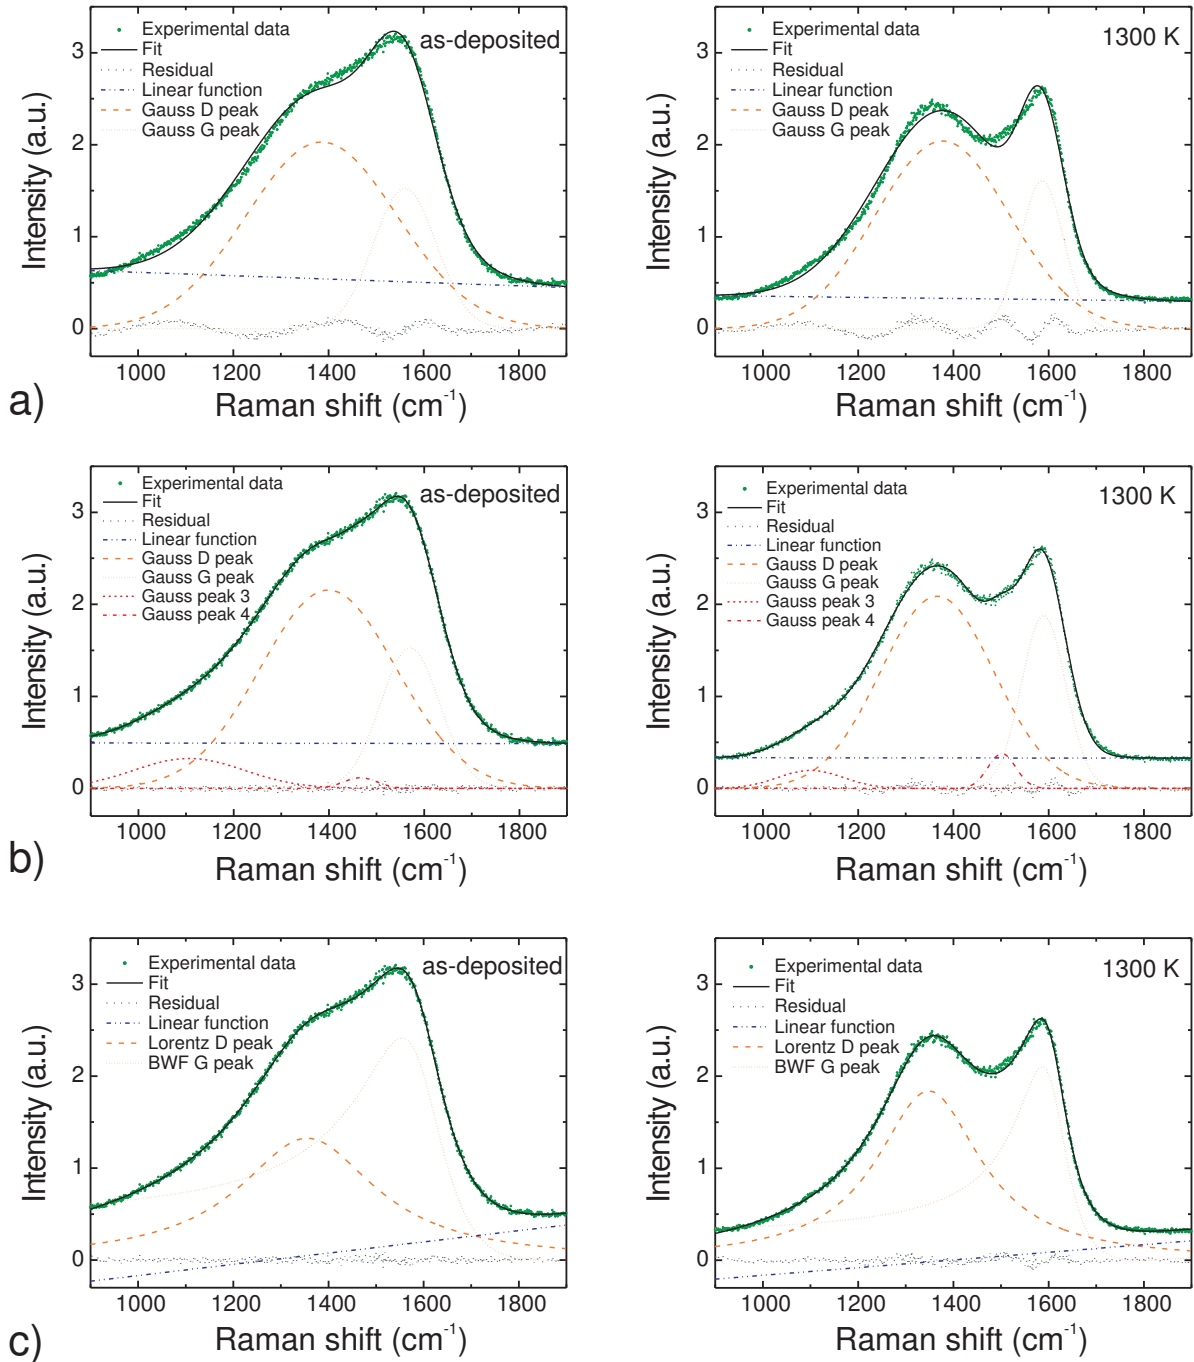 Experimental data
Fit
Residual
Linear function
Gauss D peak
Gauss G peak
as-deposited
3
2
1
0
Intensity (a.u.)
1000 1200 1400 1600 1800
Raman shift (cm⁻¹)
Experimental data
Fit
Residual
Linear function
Gauss D peak
Gauss G peak
1300 K
3
2
1
0
Intensity (a.u.)
1000 1200 1400 1600 1800
Raman shift (cm⁻¹)
a)
Experimental data
Fit
Residual
Linear function
Gauss D peak
Gauss G peak
Gauss peak 3
Gauss peak 4
as-deposited
3
2
1
0
Intensity (a.u.)
1000 1200 1400 1600 1800
Raman shift (cm⁻¹)
Experimental data
Fit
Residual
Linear function
Gauss D peak
Gauss G peak
Gauss peak 3
Gauss peak 4
1300 K
3
2
1
0
Intensity (a.u.)
1000 1200 1400 1600 1800
Raman shift (cm⁻¹)
b)
Experimental data
Fit
Residual
Linear function
Lorentz D peak
BWF G peak
as-deposited
3
2
1
0
Intensity (a.u.)
1000 1200 1400 1600 1800
Raman shift (cm⁻¹)
Experimental data
Fit
Residual
Linear function
Lorentz D peak
BWF G peak
1300 K
3
2
1
0
Intensity (a.u.)
1000 1200 1400 1600 1800
Raman shift (cm⁻¹)
c)